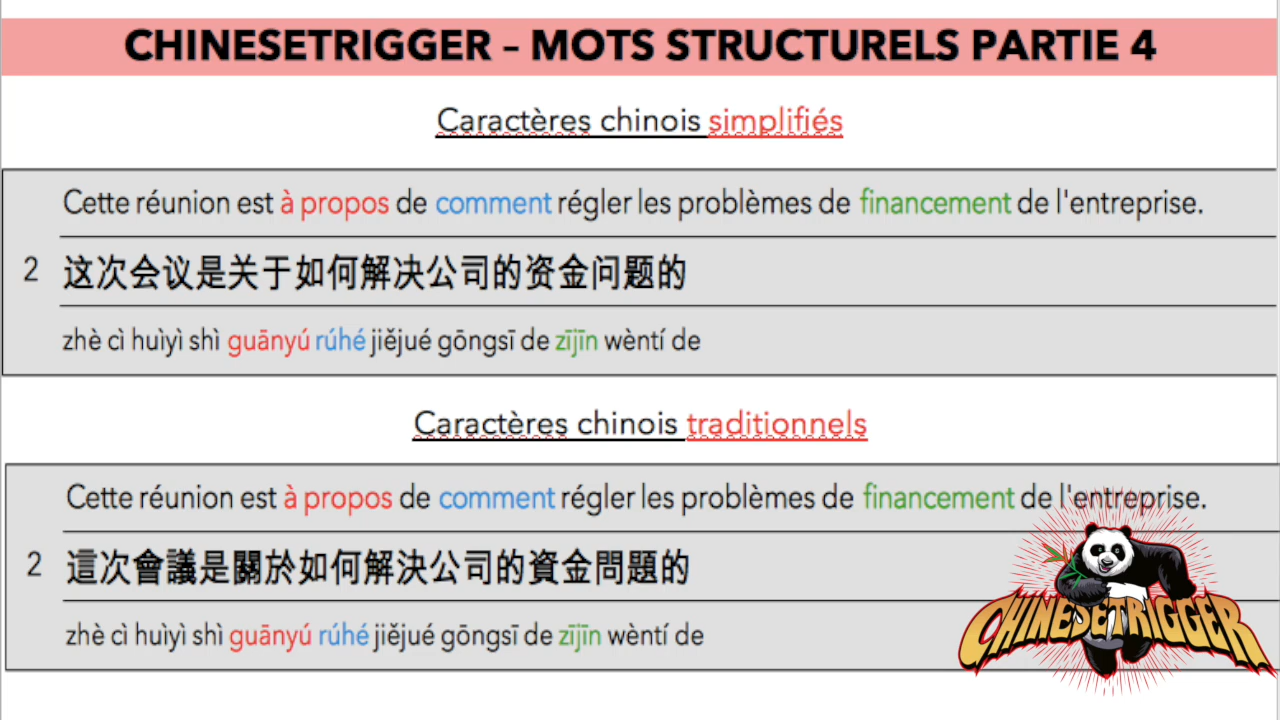 CHINESETRIGGER – MOTS STRUCTURELS PARTIE 4
Caractères chinois simplifiés
Cette réunion est à propos de comment régler les problèmes de financement de l'entreprise.
2 这次会议是关于如何解决公司的资金问题的
zhè cì huìyì shì guānyú rúhé jiějué gōngsī de zījīn wèntí de
Caractères chinois traditionnels
Cette réunion est à propos de comment régler les problèmes de financement de l'entreprise.
2 這次會議是關於如何解決公司的資金問題的
zhè cì huìyì shì guānyú rúhé jiějué gōngsī de zījīn wèntí de
CHINESETRIGGER